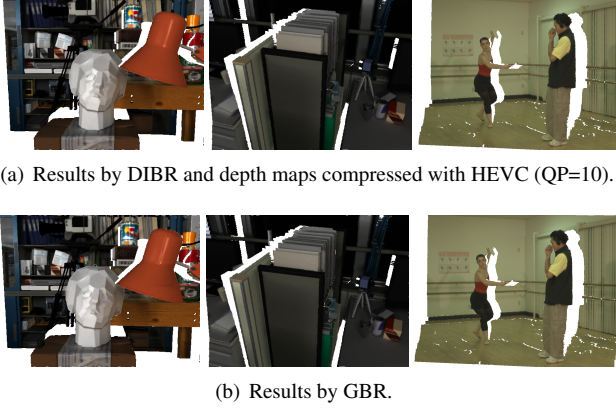 (a) Results by DIBR and depth maps compressed with HEVC (QP=10).
(b) Results by GBR.